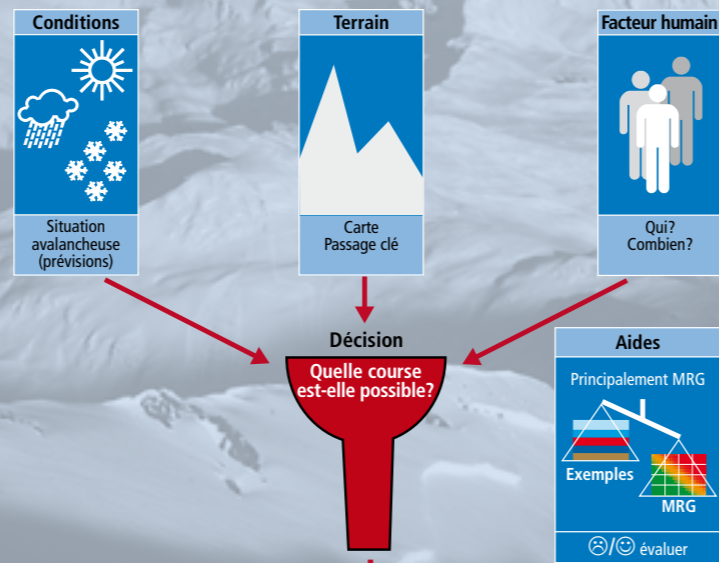 Conditions
Situation
avalancheuse
(prévisions)
Terrain
Carte
Passage clé
Facteur humain
Qui?
Combien?
Décision
Quelle course
est-elle possible?
Aides
Principalement MRG
Exemples
MRG
☹/☺ évaluer